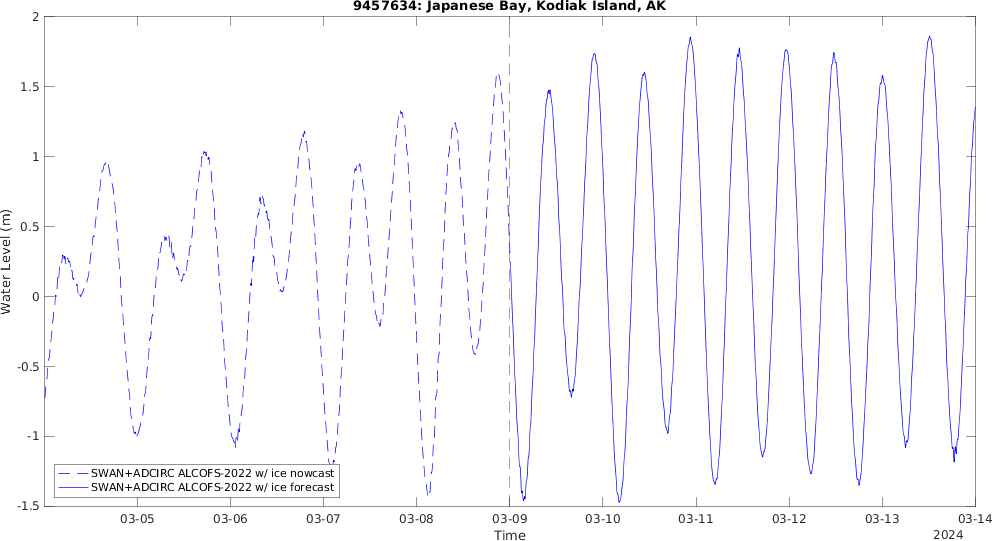 9457634: Japanese Bay, Kodiak Island, AK
2
1.5
1
0.5
0
-0.5
-1
-1.5
Water Level (m)
SWAN+ADCIRC ALCOFS-2022 w/ ice nowcast
SWAN+ADCIRC ALCOFS-2022 w/ ice forecast
03-05 03-06 03-07 03-08 03-09 03-10 03-11 03-12 03-13 03-14
Time
2024